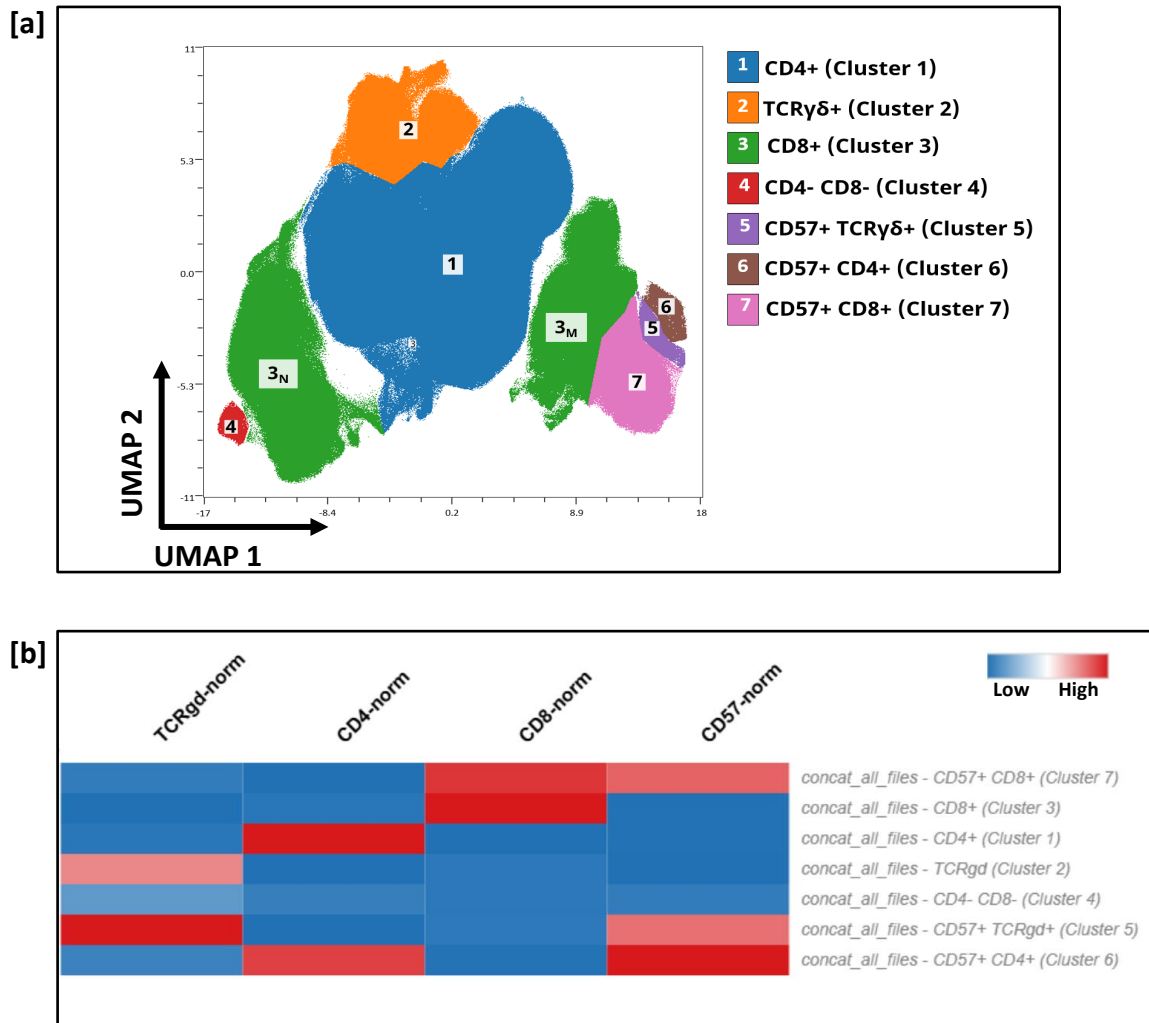 [a]
11
5.3
0.0
-5.3
-11
-17
-8.4
0.2
8.9
18
UMAP 2
UMAP 1
2
1
3
3N
4
3M
6
5
7
1 CD4+ (Cluster 1)
2 TCRγδ+ (Cluster 2)
3 CD8+ (Cluster 3)
4 CD4- CD8- (Cluster 4)
5 CD57+ TCRγδ+ (Cluster 5)
6 CD57+ CD4+ (Cluster 6)
7 CD57+ CD8+ (Cluster 7)
[b]
TCRgd-norm
CD4-norm
CD8-norm
CD57-norm
Low High
concat_all_files - CD57+ CD8+ (Cluster 7)
concat_all_files - CD8+ (Cluster 3)
concat_all_files - CD4+ (Cluster 1)
concat_all_files - TCRgd (Cluster 2)
concat_all_files - CD4- CD8- (Cluster 4)
concat_all_files - CD57+ TCRgd+ (Cluster 5)
concat_all_files - CD57+ CD4+ (Cluster 6)